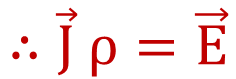 ∴ J⃗ ρ = E⃗